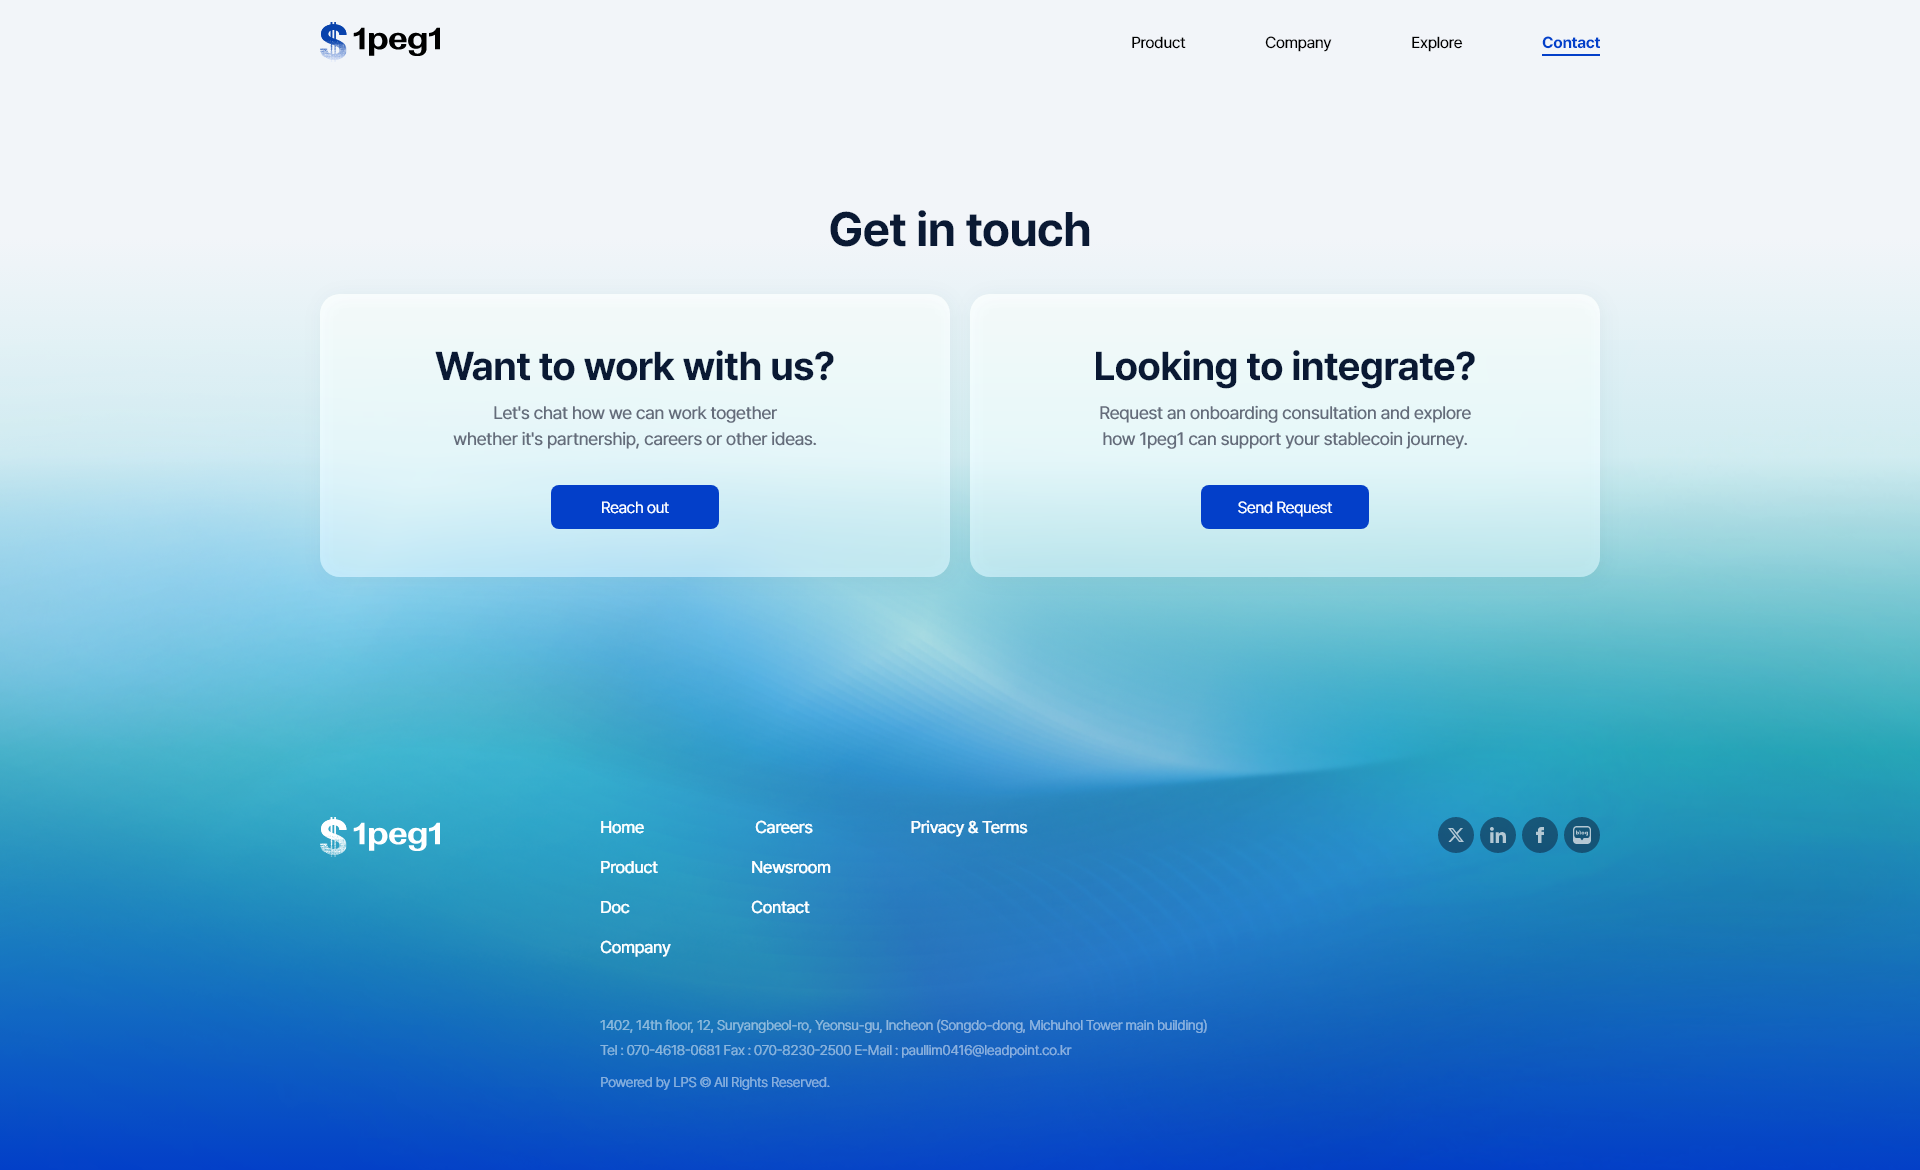 1peg1
Product Company Explore Contact
Get in touch
Want to work with us?
Let's chat how we can work together
whether it's partnership, careers or other ideas.
Reach out
Looking to integrate?
Request an onboarding consultation and explore
how 1peg1 can support your stablecoin journey.
Send Request
1peg1
Home Careers Privacy & Terms
Product Newsroom
Doc Contact
Company
blog
1402, 14th floor, 12, Suryangbeol-ro, Yeonsu-gu, Incheon (Songdo-dong, Michuhol Tower main building)
Tel : 070-4618-0681 Fax : 070-8230-2500 E-Mail : paullim0416@leadpoint.co.kr
Powered by LPS © All Rights Reserved.